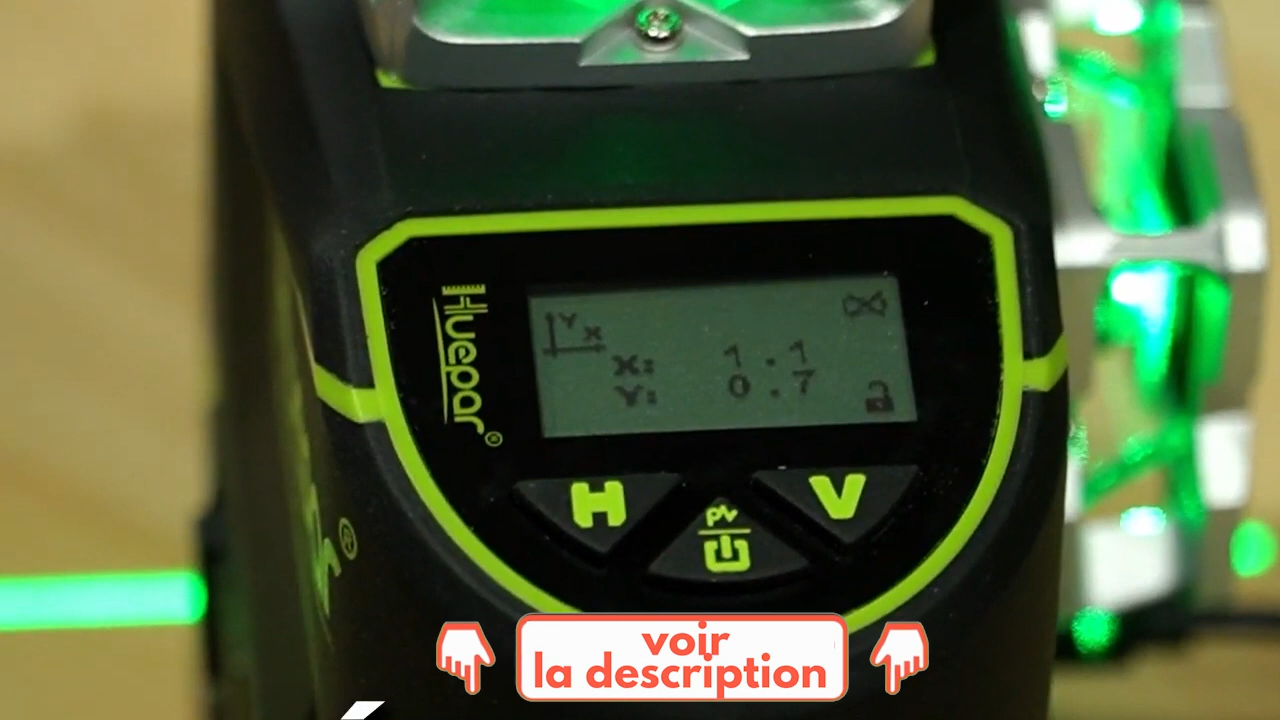 Huepar®
Y
X
X: 1.1
Y: 0.7
H
V
®
voir
la description